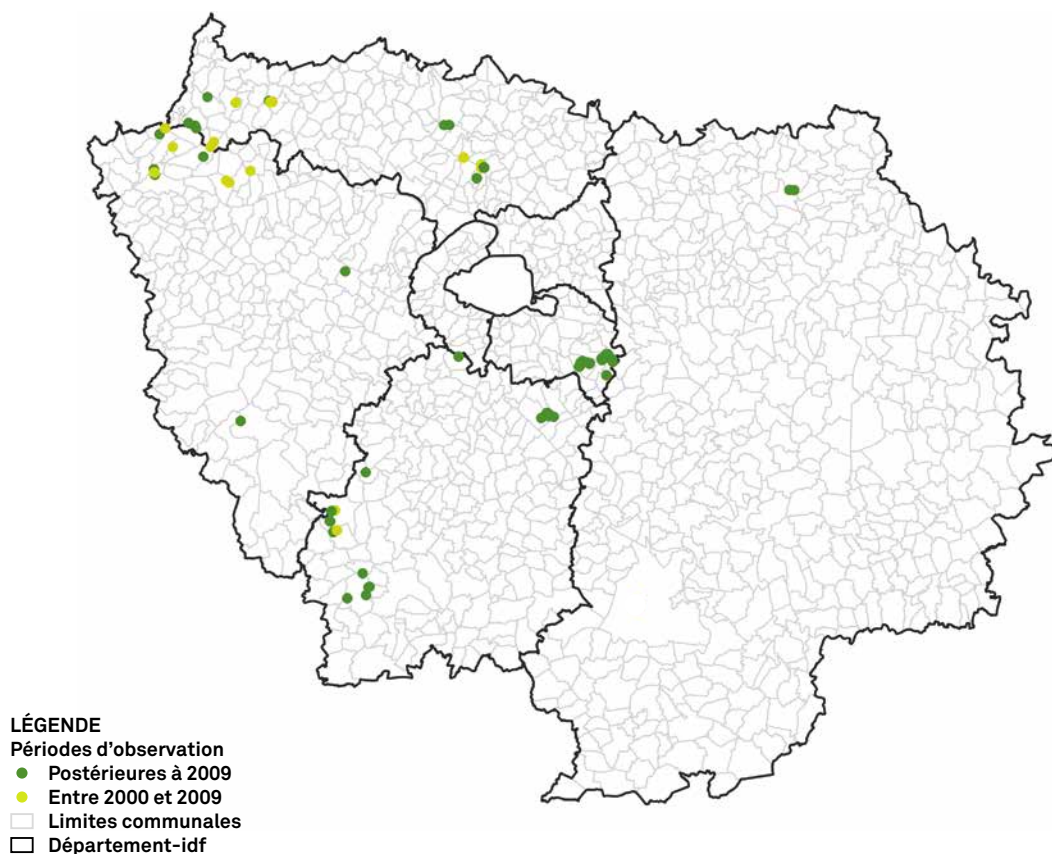 LÉGENDE
Périodes d'observation
Postérieures à 2009
Entre 2000 et 2009
Limites communales
Département-idf